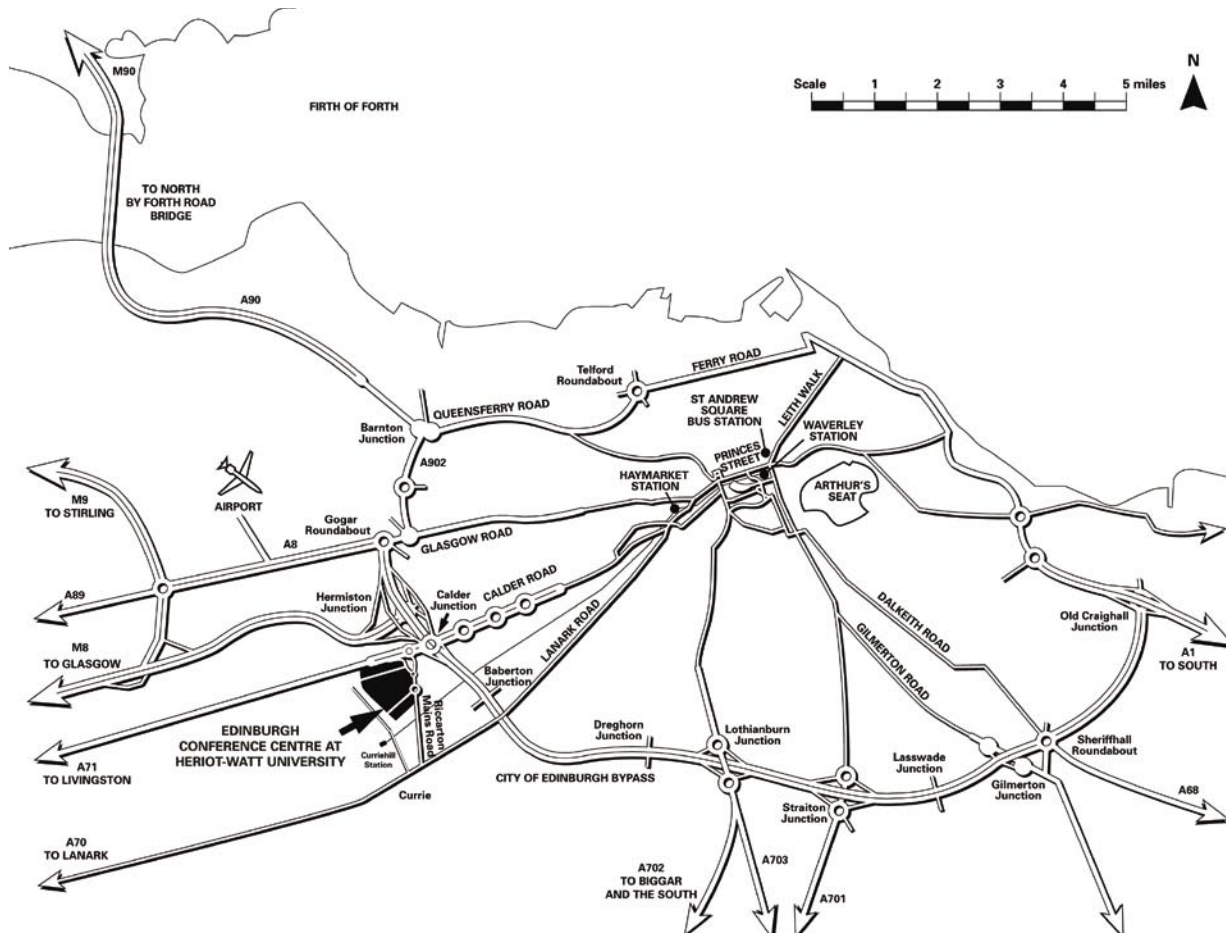 M90
FIRTH OF FORTH
Scale 1 2 3 4 5 miles
N
TO NORTH
BY FORTH ROAD
BRIDGE
A90
Telford
Roundabout
FERRY ROAD
LEITH WALK
ST ANDREW
SQUARE
BUS STATION
QUEENSFERRY ROAD
Barnton
Junction
WAVERLEY
STATION
PRINCES
STREET
A902
HAYMARKET
STATION
ARTHUR'S
SEAT
M9
TO STIRLING
AIRPORT
Gogar
Roundabout
A8
GLASGOW ROAD
A89
Hermiston
Junction
Calder
Junction
CALDER ROAD
LANARK ROAD
DALKEITH ROAD
GILMERTON ROAD
Old Craighall
Junction
M8
TO GLASGOW
A1
TO SOUTH
Baberton
Junction
Riccarton
Mains Road
EDINBURGH
CONFERENCE CENTRE AT
HERIOT-WATT UNIVERSITY
Curriehill
Station
Dreghorn
Junction
Lothianburn
Junction
Lasswade
Junction
Sheriffhall
Roundabout
A71
TO LIVINGSTON
CITY OF EDINBURGH BYPASS
Currie
Straiton
Junction
Gilmerton
Junction
A68
A70
TO LANARK
A702
TO BIGGAR
AND THE SOUTH
A703
A701